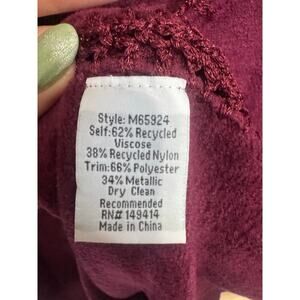 Style: M65924
Self:62% Recycled
Viscose
38% Recycled Nylon
Trim:66% Polyester
34% Metallic
Dry Clean
Recommended
RN# 149414
Made in China